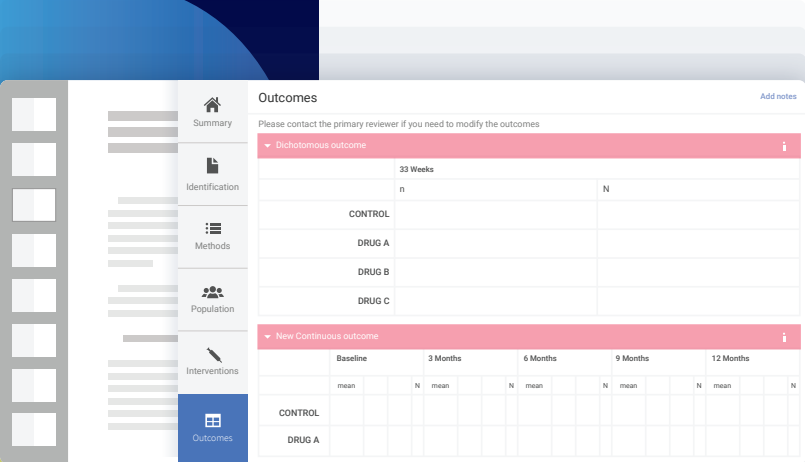 Summary
Identification
Methods
Population
Interventions
Outcomes
Outcomes
Add notes
Please contact the primary reviewer if you need to modify the outcomes
Dichotomous outcome
33 Weeks
n N
CONTROL
DRUG A
DRUG B
DRUG C
New Continuous outcome
Baseline 3 Months 6 Months 9 Months 12 Months
mean N mean N mean N mean N mean N
CONTROL
DRUG A